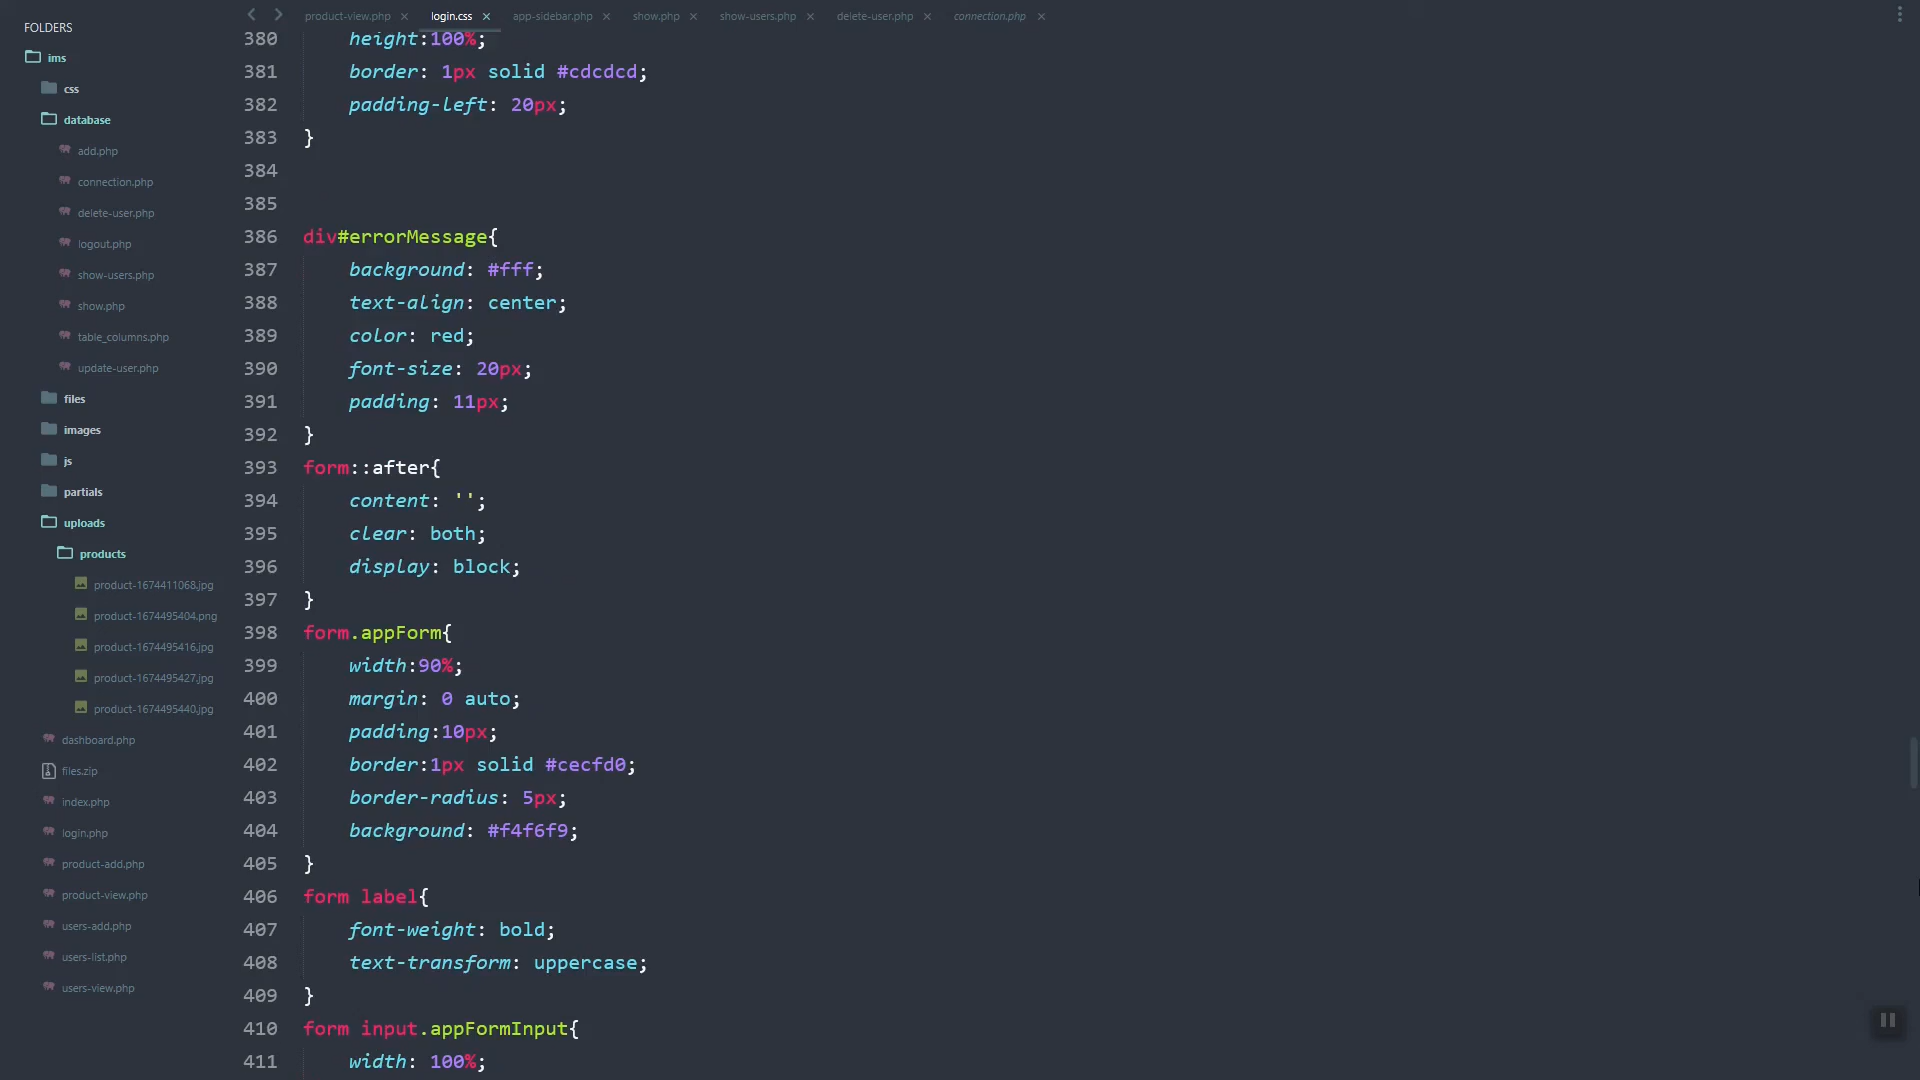 FOLDERS
ims
css
database
add.php
connection.php
delete-user.php
logout.php
show-users.php
show.php
table_columns.php
update-user.php
files
images
js
partials
uploads
products
product-1674411068.jpg
product-1674495404.png
product-1674495416.jpg
product-1674495427.jpg
product-1674495440.jpg
dashboard.php
files.zip
index.php
login.php
product-add.php
product-view.php
users-add.php
users-list.php
users-view.php
product-view.php × login.css × app-sidebar.php × show.php × show-users.php × delete-user.php × connection.php ×
380 height:100%;
381 border: 1px solid #cdcdcd;
382 padding-left: 20px;
383 }
384
385
386 div#errorMessage{
387 background: #fff;
388 text-align: center;
389 color: red;
390 font-size: 20px;
391 padding: 11px;
392 }
393 form::after{
394 content: '';
395 clear: both;
396 display: block;
397 }
398 form.appForm{
399 width:90%;
400 margin: 0 auto;
401 padding:10px;
402 border:1px solid #cecfd0;
403 border-radius: 5px;
404 background: #f4f6f9;
405 }
406 form label{
407 font-weight: bold;
408 text-transform: uppercase;
409 }
410 form input.appFormInput{
411 width: 100%;